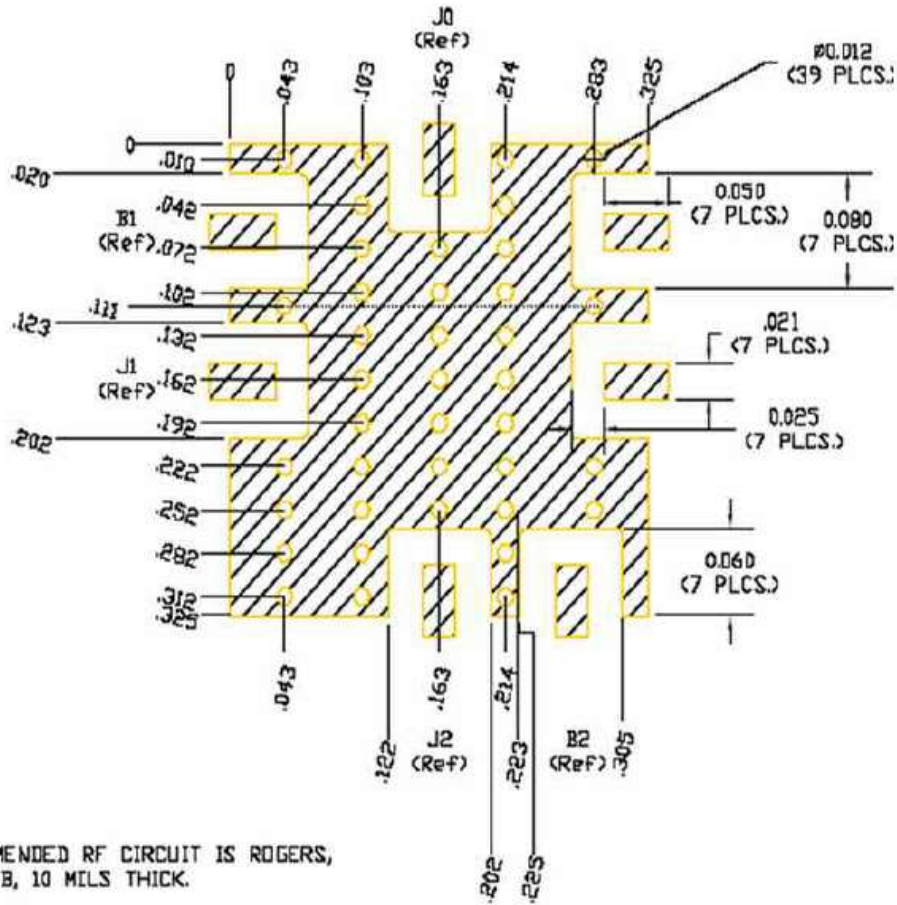 J0
(Ref)
0
.043
.103
.163
.214
.283
.325
Ø0.012
(39 PLCS.)
0
.010
.020
.042
0.050
(7 PLCS.)
0.080
(7 PLCS.)
B1
(Ref)
.072
.102
.111
.123
.132
.021
(7 PLCS.)
J1
(Ref)
.162
.192
0.025
(7 PLCS.)
.202
.222
.252
.282
0.060
(7 PLCS.)
.312
.325
.043
.163
.214
.122
J2
(Ref)
.223
B2
(Ref)
.305
.202
.225
MENDED RF CIRCUIT IS ROGERS,
B, 10 MILS THICK.